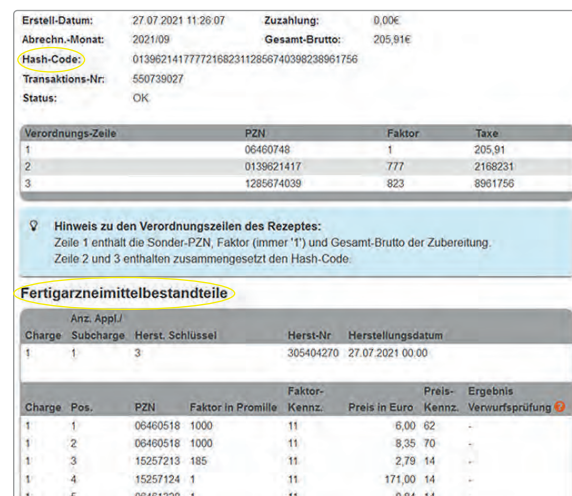 Erstell-Datum: 27.07.2021 11:26:07 Zuzahlung: 0,00€
Abrechn.-Monat: 2021/09 Gesamt-Brutto: 205,91€
Hash-Code: 0139621417777216823112856740398238961756
Transaktions-Nr: 550739027
Status: OK
Verordnungs-Zeile PZN Faktor Taxe
1 06460748 1 205,91
2 0139621417 777 2168231
3 1285674039 823 8961756
Hinweis zu den Verordnungszeilen des Rezeptes:
Zeile 1 enthält die Sonder-PZN, Faktor (immer '1') und Gesamt-Brutto der Zubereitung.
Zeile 2 und 3 enthalten zusammengesetzt den Hash-Code.
Fertigarzneimittelbestandteile
Anz. Appl./
Charge Subcharge Herst. Schlüssel Herst-Nr Herstellungsdatum
1 1 3 305404270 27.07.2021 00:00
Faktor- Preis- Ergebnis
Charge Pos. PZN Faktor in Promille Kennz. Preis in Euro Kennz. Verwurfsprüfung
1 1 06460518 1000 11 6,00 62 -
1 2 06460518 1000 11 8,35 70 -
1 3 15257213 185 11 2,79 14 -
1 4 15257124 1 11 171,00 14 -